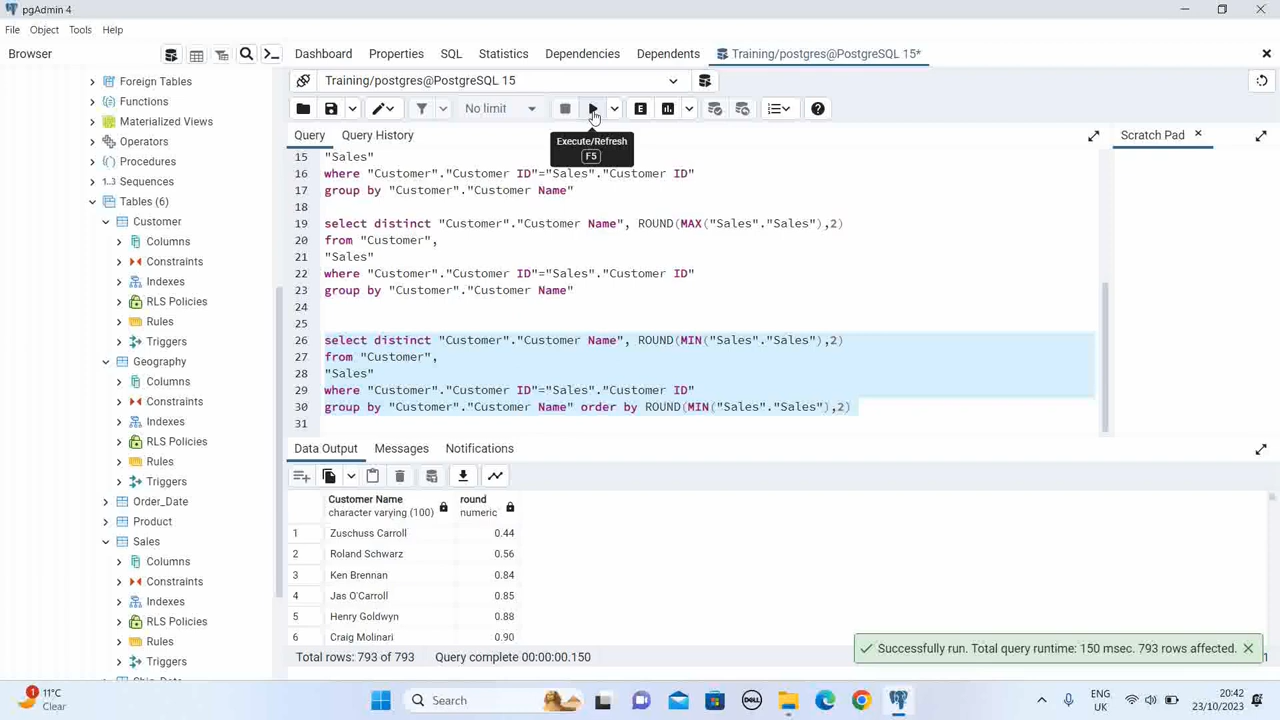 pgAdmin 4
File Object Tools Help
Browser
Dashboard Properties SQL Statistics Dependencies Dependents Training/postgres@PostgreSQL 15*
Training/postgres@PostgreSQL 15
No limit
Query Query History
Execute/Refresh
F5
Scratch Pad
Foreign Tables
Functions
Materialized Views
Operators
Procedures
Sequences
Tables (6)
Customer
Columns
Constraints
Indexes
RLS Policies
Rules
Triggers
Geography
Columns
Constraints
Indexes
RLS Policies
Rules
Triggers
Order_Date
Product
Sales
Columns
Constraints
Indexes
RLS Policies
Rules
Triggers
15 "Sales"
16 where "Customer"."Customer ID"="Sales"."Customer ID"
17 group by "Customer"."Customer Name"
18
19 select distinct "Customer"."Customer Name", ROUND(MAX("Sales"."Sales"),2)
20 from "Customer",
21 "Sales"
22 where "Customer"."Customer ID"="Sales"."Customer ID"
23 group by "Customer"."Customer Name"
24
25
26 select distinct "Customer"."Customer Name", ROUND(MIN("Sales"."Sales"),2)
27 from "Customer",
28 "Sales"
29 where "Customer"."Customer ID"="Sales"."Customer ID"
30 group by "Customer"."Customer Name" order by ROUND(MIN("Sales"."Sales"),2)
31
Data Output Messages Notifications
Customer Name round
character varying (100) numeric
1 Zuschuss Carroll 0.44
2 Roland Schwarz 0.56
3 Ken Brennan 0.84
4 Jas O'Carroll 0.85
5 Henry Goldwyn 0.88
6 Craig Molinari 0.90
Successfully run. Total query runtime: 150 msec. 793 rows affected.
Total rows: 793 of 793 Query complete 00:00:00.150
1
11°C
Clear
Search
DELL
ENG
UK
20:42
23/10/2023